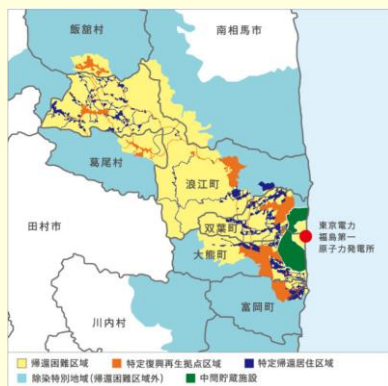 飯舘村
南相馬市
葛尾村
浪江町
田村市
双葉町
大熊町
東京電力
福島第一
原子力発電所
富岡町
川内村
帰還困難区域
特定復興再生拠点区域
特定帰還居住区域
除染特別地域(帰還困難区域外)
中間貯蔵施設